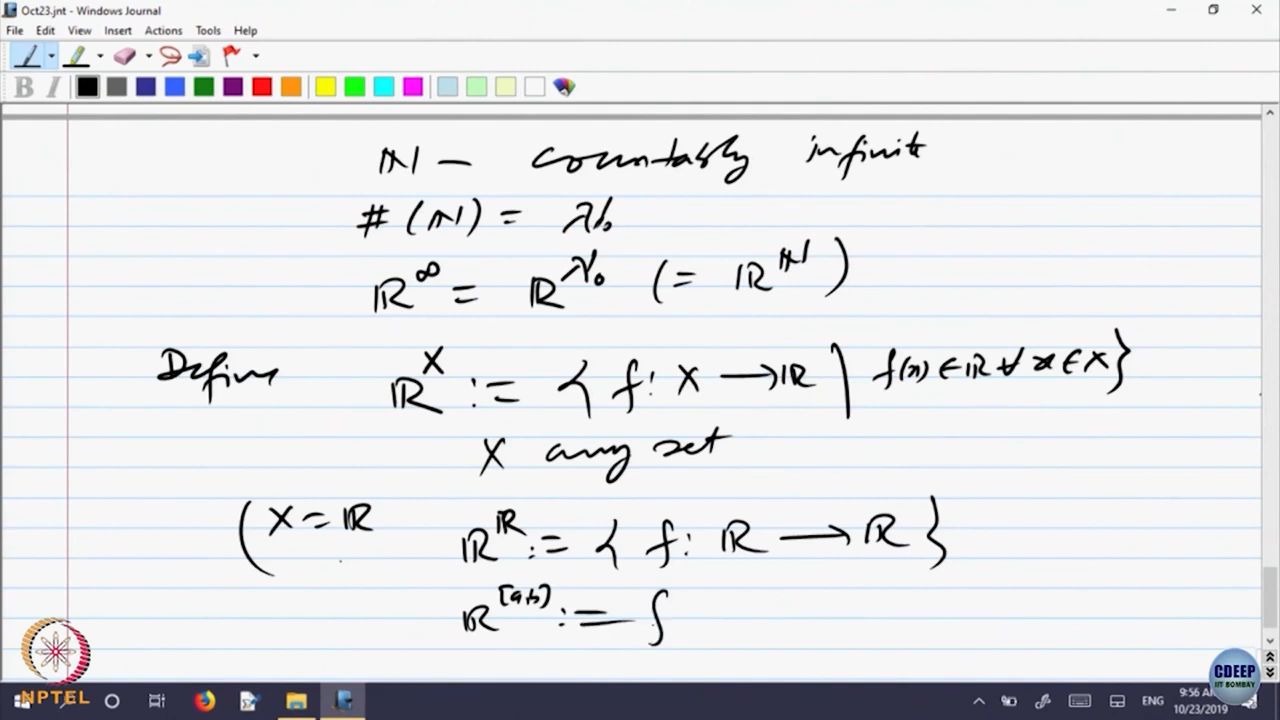 Oct23.jnt - Windows Journal
File Edit View Insert Actions Tools Help
B I
ℕ – countably infinite
# (ℕ) = ℵ₀
ℝ^∞ = ℝ^ℵ₀ (= ℝ^ℕ)
Define ℝ^X := { f: X ⟶ ℝ | f(x) ∈ ℝ ∀ x ∈ X }
X any set
( X = ℝ ℝ^ℝ := { f: ℝ ⟶ ℝ }
ℝ^[a,b] := {
NPTEL
CDEEP
IIT BOMBAY
ENG
9:56 AM
10/23/2019